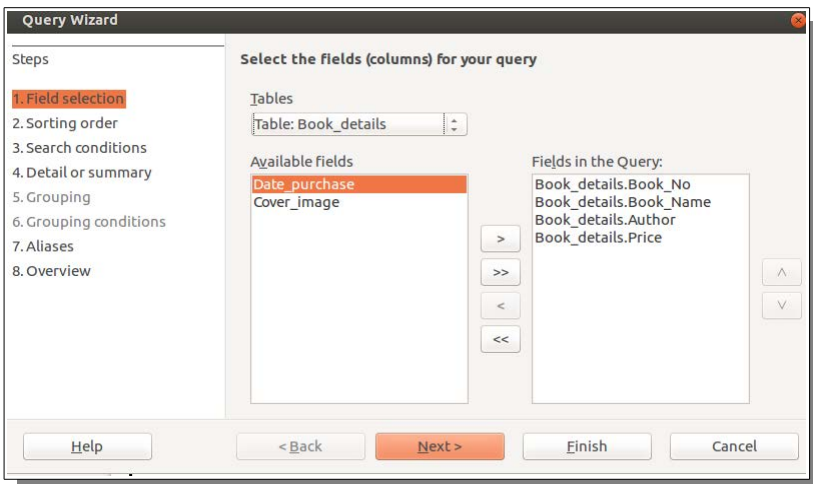 Query Wizard
Steps
1. Field selection
2. Sorting order
3. Search conditions
4. Detail or summary
5. Grouping
6. Grouping conditions
7. Aliases
8. Overview
Select the fields (columns) for your query
Tables
Table: Book_details
Available fields
Date_purchase
Cover_image
>
>>
<
<<
Fields in the Query:
Book_details.Book_No
Book_details.Book_Name
Book_details.Author
Book_details.Price
Help
< Back
Next >
Finish
Cancel